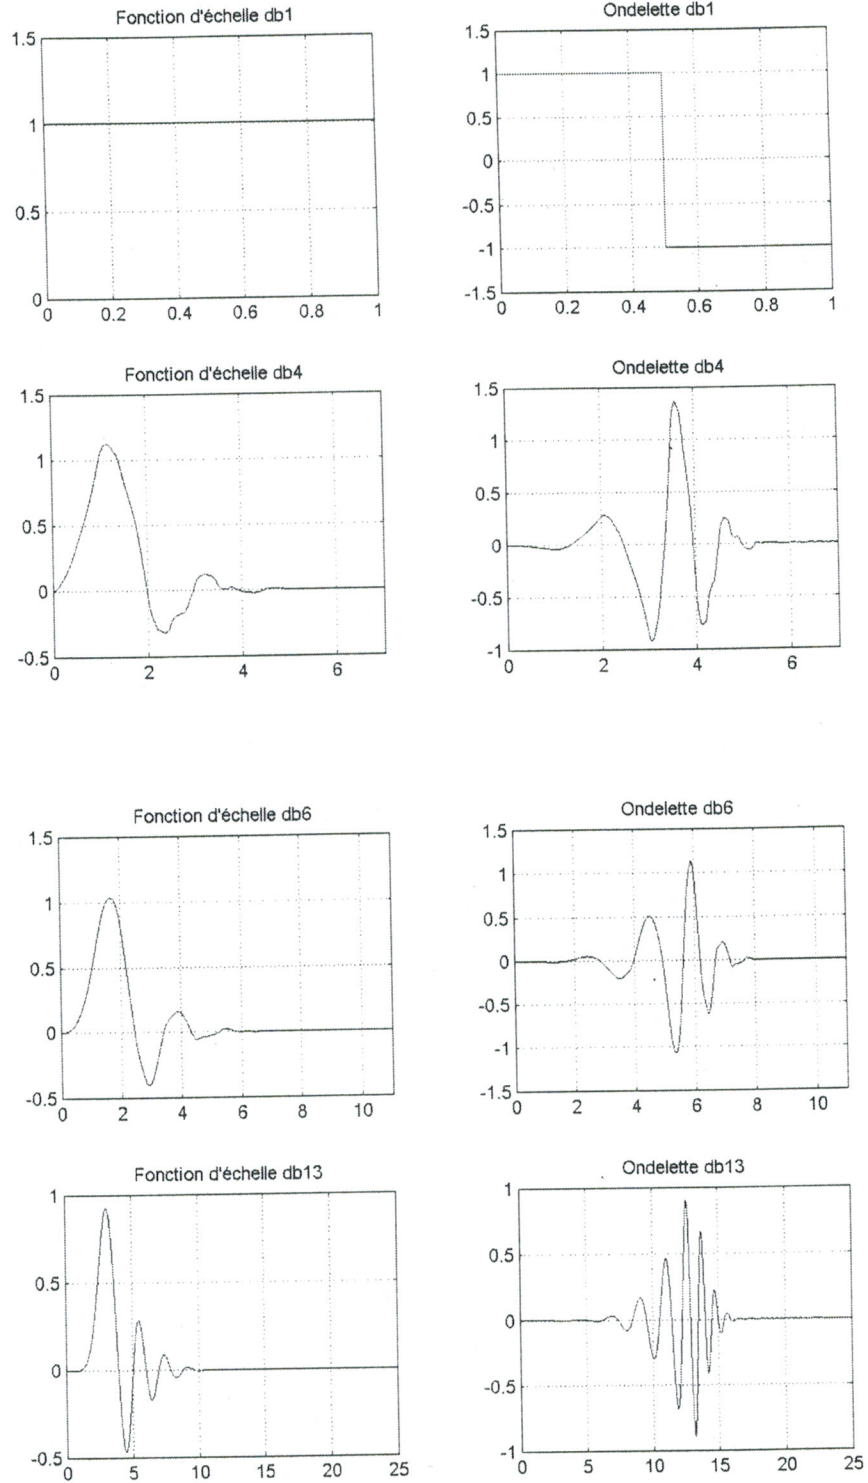 Fonction d'échelle db1
Ondelette db1
1.5
1
0.5
0
0 0.2 0.4 0.6 0.8 1
1.5
1
0.5
0
-0.5
-1
-1.5
0 0.2 0.4 0.6 0.8 1
Fonction d'échelle db4
Ondelette db4
1.5
1
0.5
0
-0.5
0 2 4 6
1.5
1
0.5
0
-0.5
-1
0 2 4 6
Fonction d'échelle db6
Ondelette db6
1.5
1
0.5
0
-0.5
0 2 4 6 8 10
1.5
1
0.5
0
-0.5
-1
-1.5
0 2 4 6 8 10
Fonction d'échelle db13
Ondelette db13
1
0.5
0
-0.5
0 5 10 15 20 25
1
0.5
0
-0.5
-1
0 5 10 15 20 25